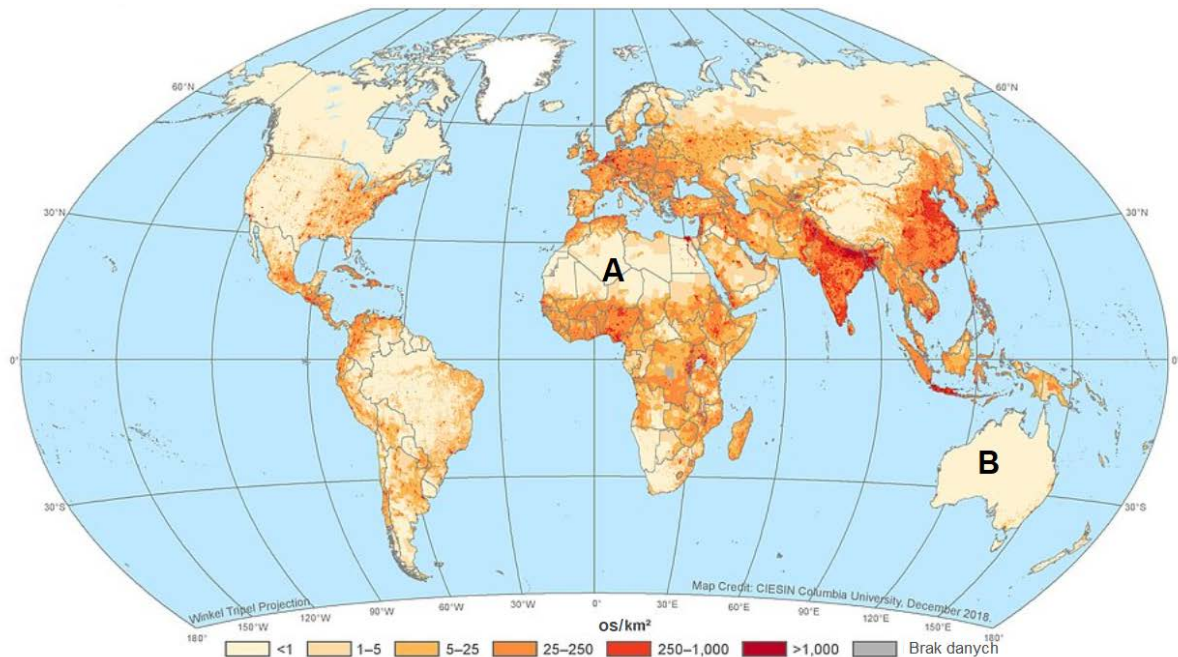 60°N
60°N
30°N
30°N
A
0°
0°
B
30°S
30°S
Winkel Tripel Projection
Map Credit: CIESIN Columbia University, December 2018.
180° 150°W 120°W 90°W 60°W 30°W 0° 30°E 60°E 90°E 120°E 150°E 180°
os/km²
<1 1–5 5–25 25–250 250–1,000 >1,000 Brak danych